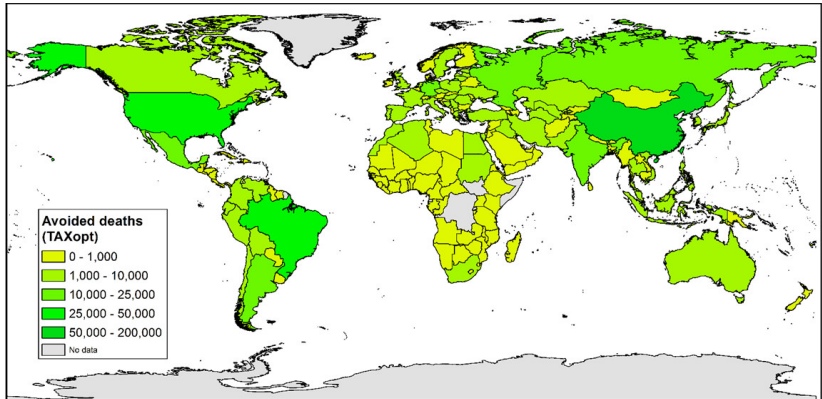 Avoided deaths
(TAXopt)
0 - 1,000
1,000 - 10,000
10,000 - 25,000
25,000 - 50,000
50,000 - 200,000
No data